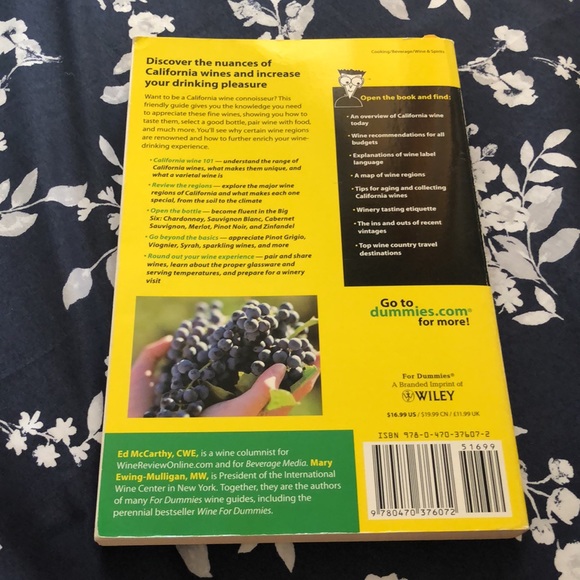 Cooking/Beverages/Wine & Spirits
Discover the nuances of
California wines and increase
your drinking pleasure
Want to be a California wine connoisseur? This
friendly guide gives you the knowledge you need
to appreciate these fine wines, showing you how to
taste them, select a good bottle, pair wine with food,
and much more. You'll see why certain wine regions
are renowned and how to further enrich your wine-
drinking experience.
• California wine 101 — understand the range of
California wines, what makes them unique, and
what a varietal wine is
• Review the regions — explore the major wine
regions of California and what makes each one
special, from the soil to the climate
• Open the bottle — become fluent in the Big
Six: Chardonnay, Sauvignon Blanc, Cabernet
Sauvignon, Merlot, Pinot Noir, and Zinfandel
• Go beyond the basics — appreciate Pinot Grigio,
Viognier, Syrah, sparkling wines, and more
• Round out your wine experience — pair and share
wines, learn about the proper glassware and
serving temperatures, and prepare for a winery
visit
Open the book and find:
• An overview of California wine
today
• Wine recommendations for all
budgets
• Explanations of wine label
language
• A map of wine regions
• Tips for aging and collecting
California wines
• Winery tasting etiquette
• The ins and outs of recent
vintages
• Top wine country travel
destinations
Go to
dummies.com®
for more!
For Dummies®
A Branded Imprint of
WILEY
$16.99 US / $19.99 CN / £11.99 UK
Ed McCarthy, CWE, is a wine columnist for
WineReviewOnline.com and for Beverage Media. Mary
Ewing-Mulligan, MW, is President of the International
Wine Center in New York. Together, they are the authors
of many For Dummies wine guides, including the
perennial bestseller Wine For Dummies.
ISBN 978-0-470-37607-2
51699
9 780470 376072